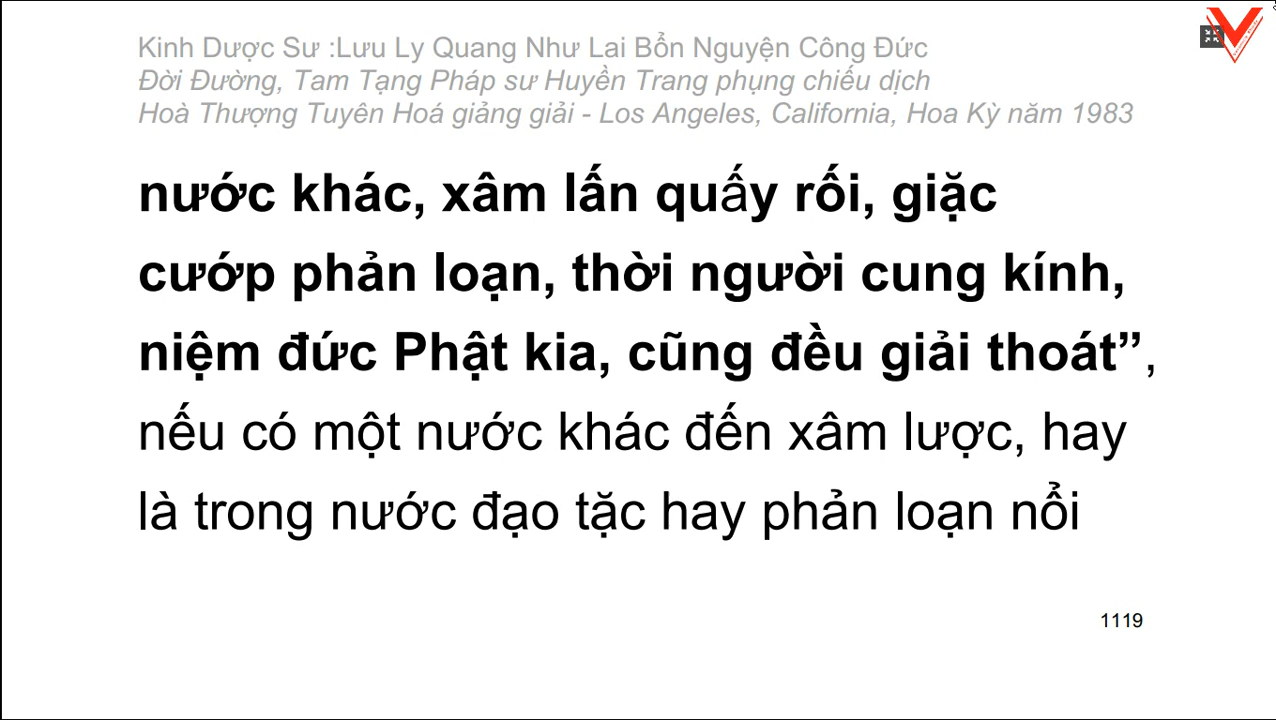 Kinh Dược Sư :Lưu Ly Quang Như Lai Bổn Nguyện Công Đức
Đời Đường, Tam Tạng Pháp sư Huyền Trang phụng chiếu dịch
Hoà Thượng Tuyên Hoá giảng giải - Los Angeles, California, Hoa Kỳ năm 1983
nước khác, xâm lấn quấy rối, giặc
cướp phản loạn, thời người cung kính,
niệm đức Phật kia, cũng đều giải thoát”,
nếu có một nước khác đến xâm lược, hay
là trong nước đạo tặc hay phản loạn nổi
1119